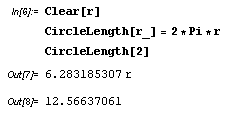 In[6]:= Clear[r]
CircleLength[r_] = 2*Pi*r
CircleLength[2]
Out[7]= 6.283185307 r
Out[8]= 12.56637061